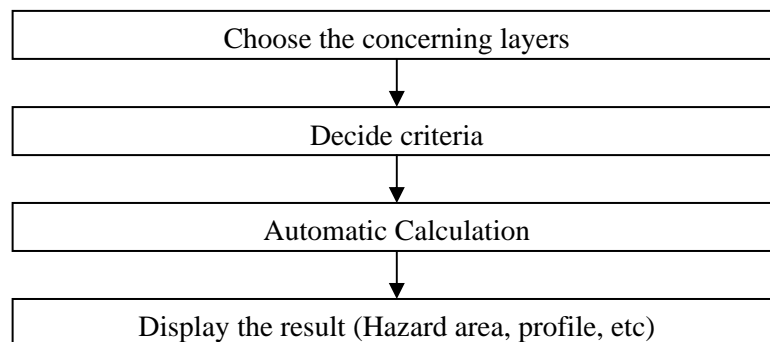 Choose the concerning layers
Decide criteria
Automatic Calculation
Display the result (Hazard area, profile, etc)